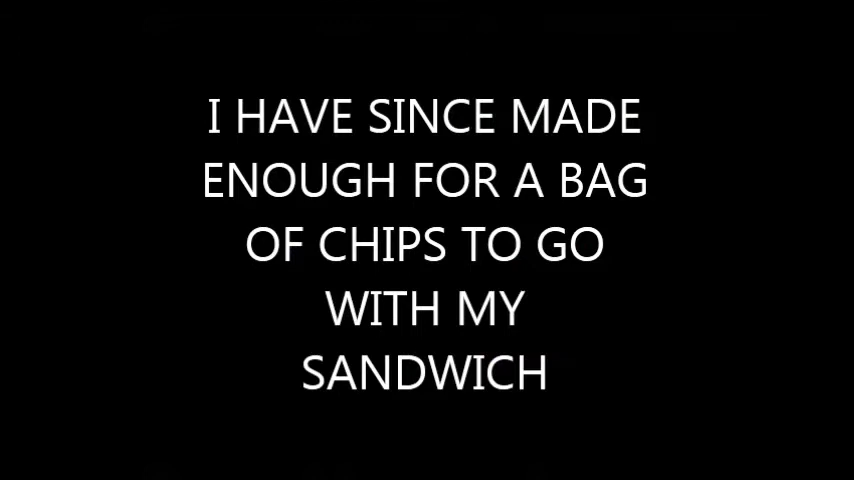 I HAVE SINCE MADE
ENOUGH FOR A BAG
OF CHIPS TO GO
WITH MY
SANDWICH